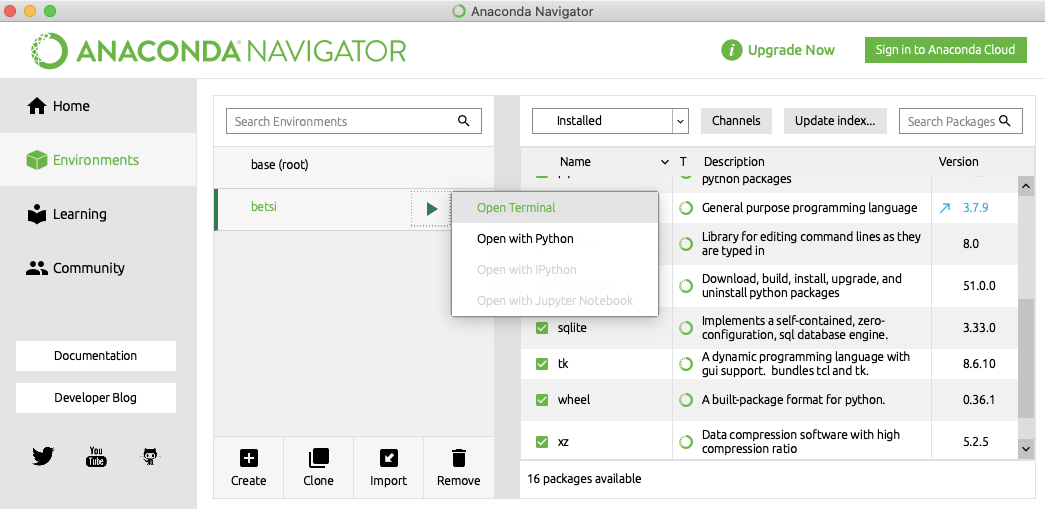 Anaconda Navigator
ANACONDA NAVIGATOR
Upgrade Now
Sign in to Anaconda Cloud
Home
Environments
Learning
Community
Documentation
Developer Blog
You
Tube
Search Environments
base (root)
betsi
Open Terminal
Open with Python
Open with IPython
Open with Jupyter Notebook
Create
Clone
Import
Remove
Installed
Channels
Update index...
Search Packages
Name
T
Description
Version
python packages
General purpose programming language
3.7.9
Library for editing command lines as they
are typed in
8.0
Download, build, install, upgrade, and
uninstall python packages
51.0.0
sqlite
Implements a self-contained, zero-
configuration, sql database engine.
3.33.0
tk
A dynamic programming language with
gui support.  bundles tcl and tk.
8.6.10
wheel
A built-package format for python.
0.36.1
xz
Data compression software with high
compression ratio
5.2.5
16 packages available